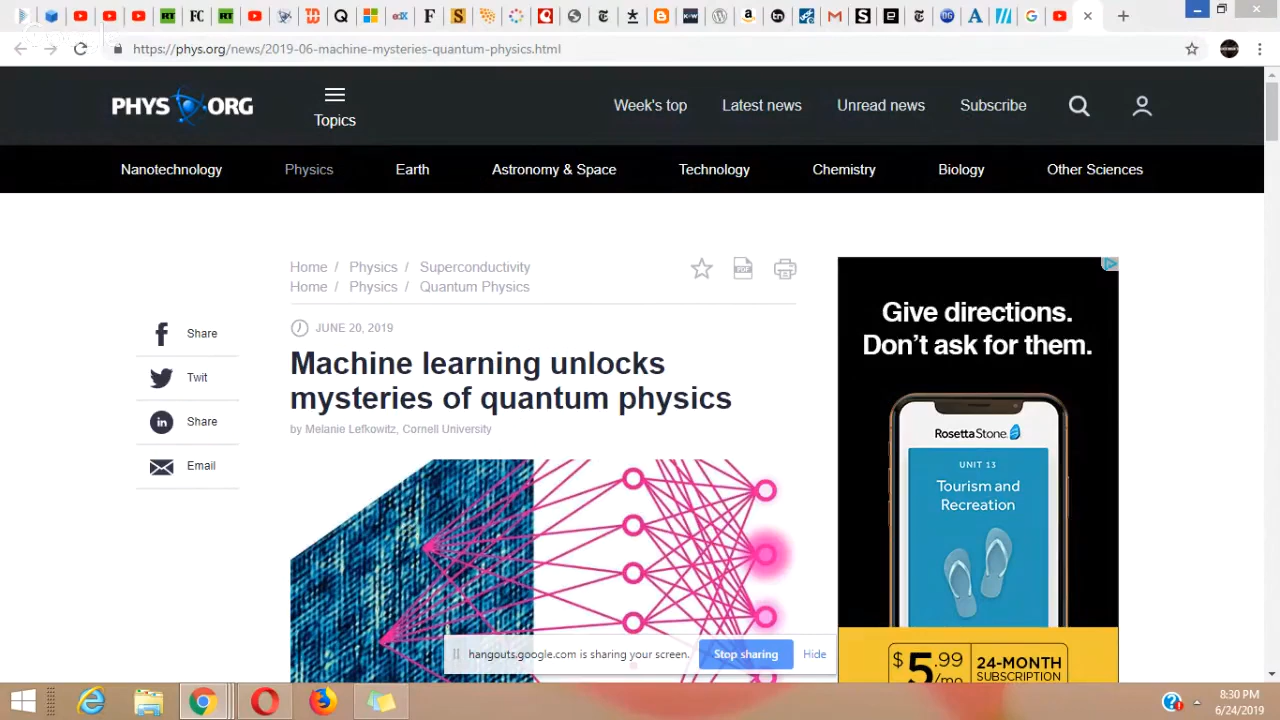 https://phys.org/news/2019-06-machine-mysteries-quantum-physics.html
PHYS ORG
Topics
Week's top
Latest news
Unread news
Subscribe
Nanotechnology
Physics
Earth
Astronomy & Space
Technology
Chemistry
Biology
Other Sciences
Home / Physics / Superconductivity
Home / Physics / Quantum Physics
PDF
JUNE 20, 2019
Machine learning unlocks
mysteries of quantum physics
by Melanie Lefkowitz, Cornell University
Share
Twit
Share
Email
Give directions.
Don't ask for them.
RosettaStone
UNIT 13
Tourism and
Recreation
$5.99
/mo
24-MONTH
SUBSCRIPTION
hangouts.google.com is sharing your screen.
Stop sharing
Hide
8:30 PM
6/24/2019